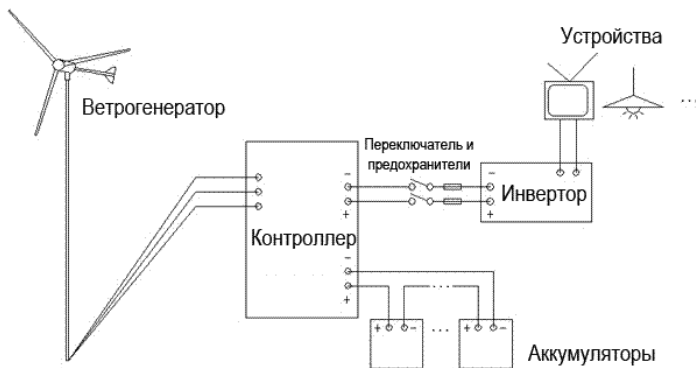 Устройства
Ветрогенератор
...
Переключатель и
предохранители
-
+
-
+
Инвертор
Контроллер
-
+
+ - ... + -
...
Аккумуляторы